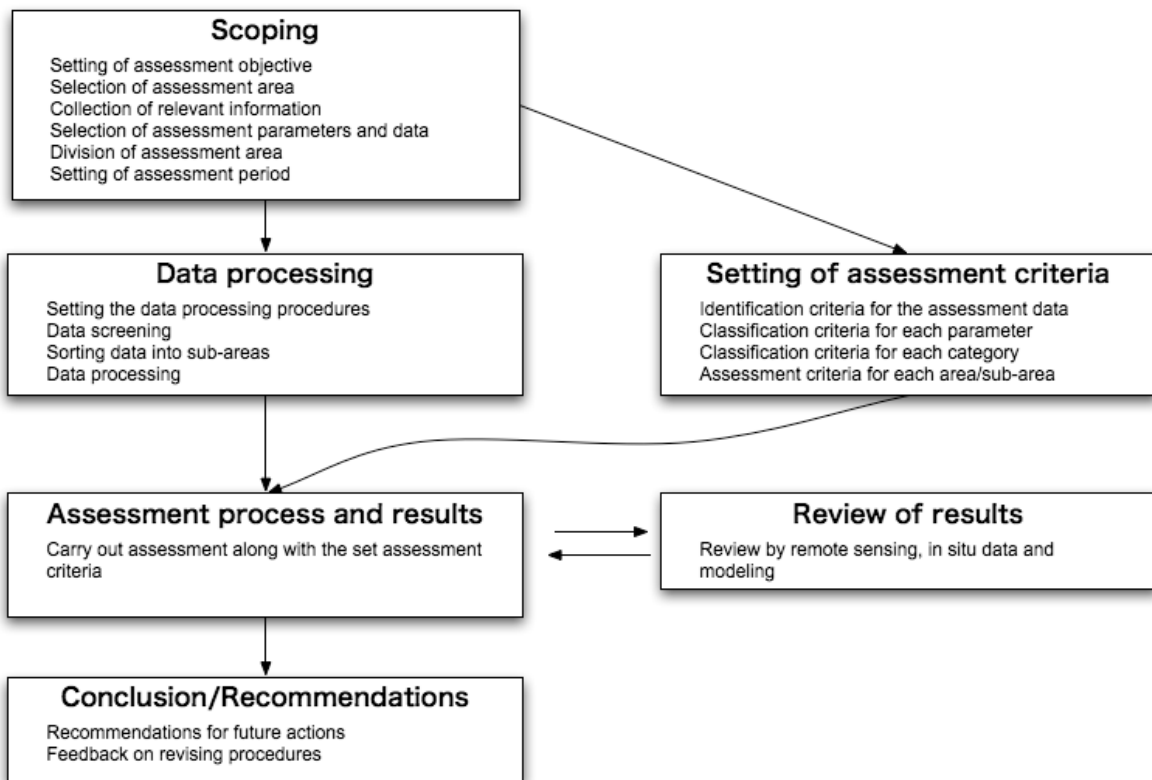 Scoping
Setting of assessment objective
Selection of assessment area
Collection of relevant information
Selection of assessment parameters and data
Division of assessment area
Setting of assessment period
Data processing
Setting the data processing procedures
Data screening
Sorting data into sub-areas
Data processing
Setting of assessment criteria
Identification criteria for the assessment data
Classification criteria for each parameter
Classification criteria for each category
Assessment criteria for each area/sub-area
Assessment process and results
Carry out assessment along with the set assessment
criteria
Review of results
Review by remote sensing, in situ data and
modeling
Conclusion/Recommendations
Recommendations for future actions
Feedback on revising procedures